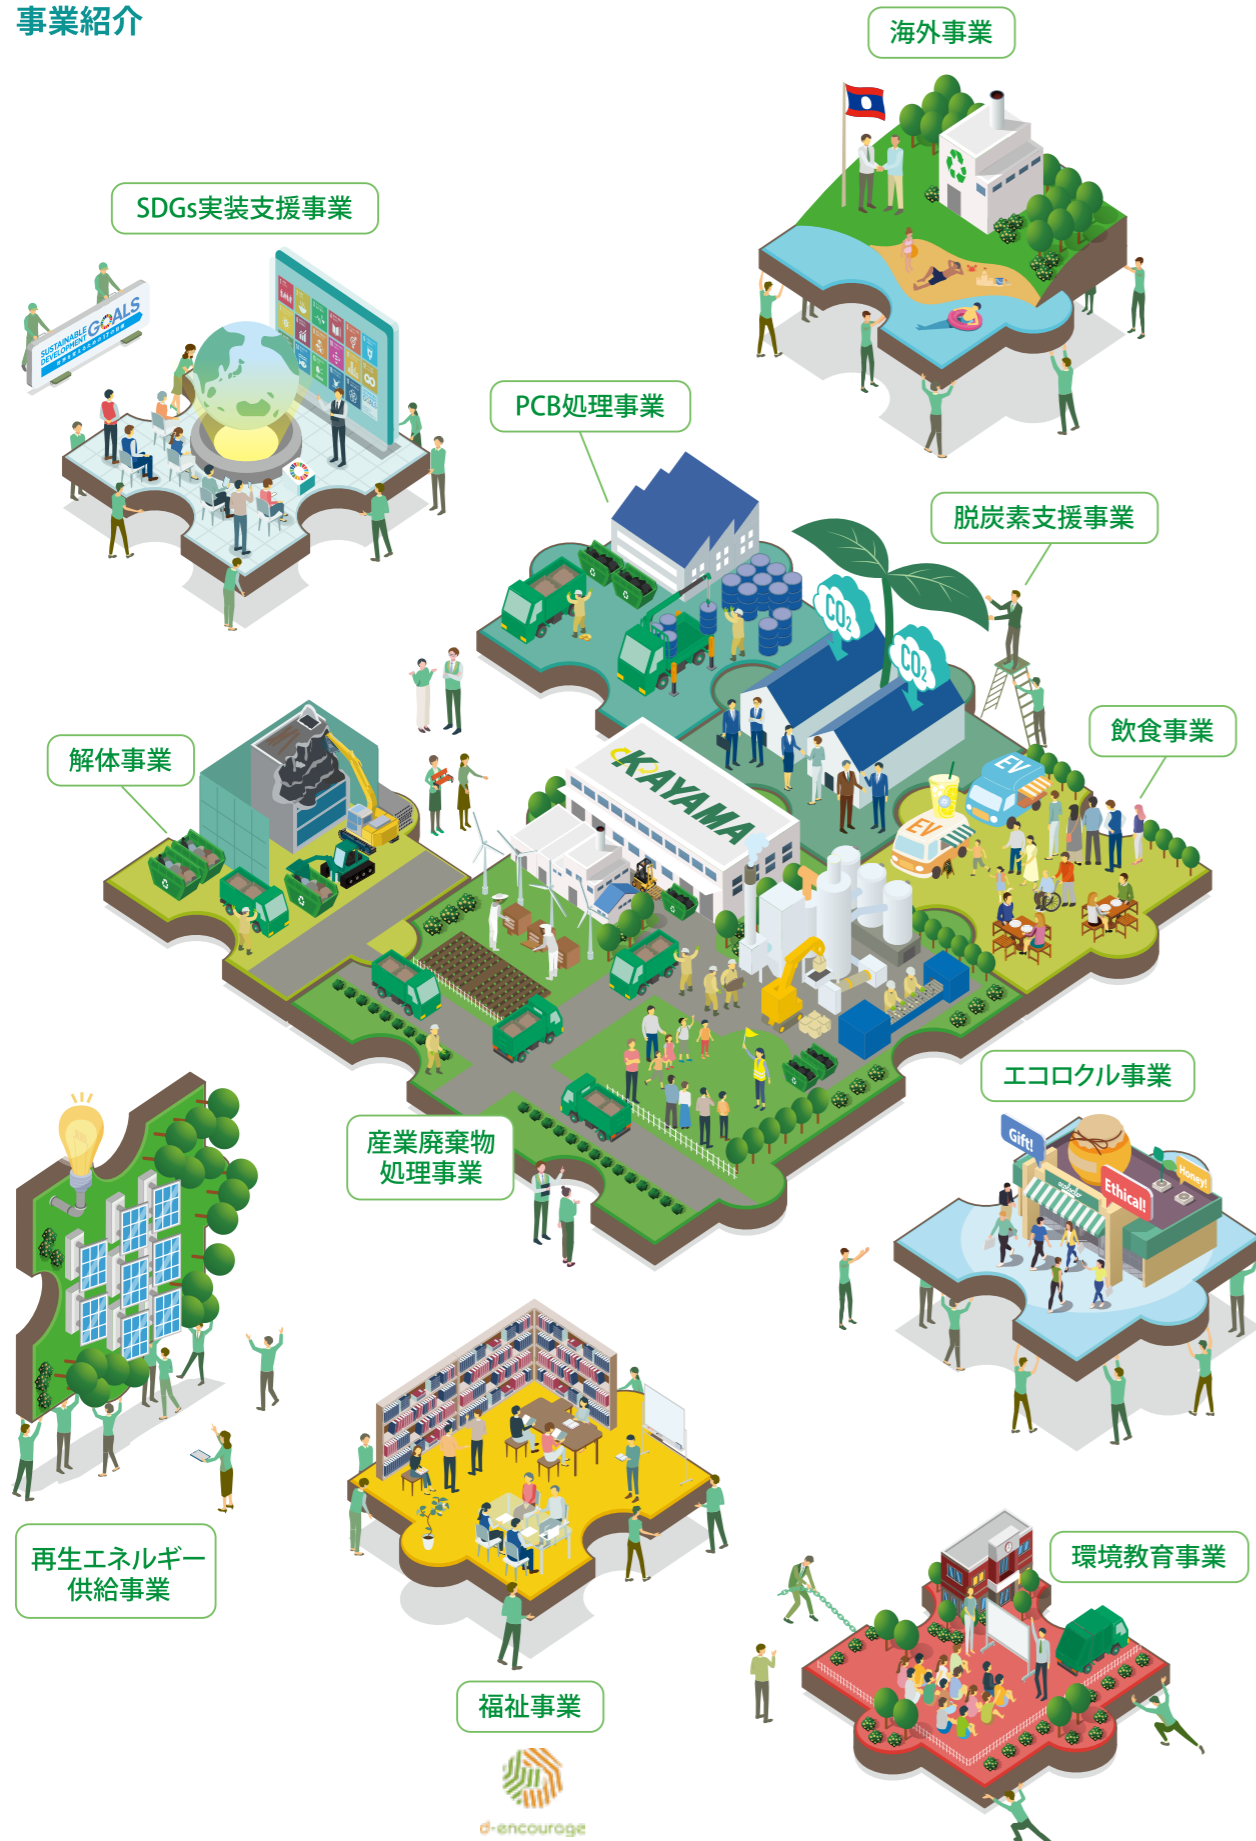 事業紹介
海外事業
SDGs実装支援事業
SUSTAINABLE
DEVELOPMENT GOALS
PCB処理事業
脱炭素支援事業
CO2
CO2
解体事業
飲食事業
KAYAMA
EV
EV
エコロクル事業
産業廃棄物
処理事業
Gift!
Ethical!
Honey!
再生エネルギー
供給事業
環境教育事業
福祉事業
d-encourage